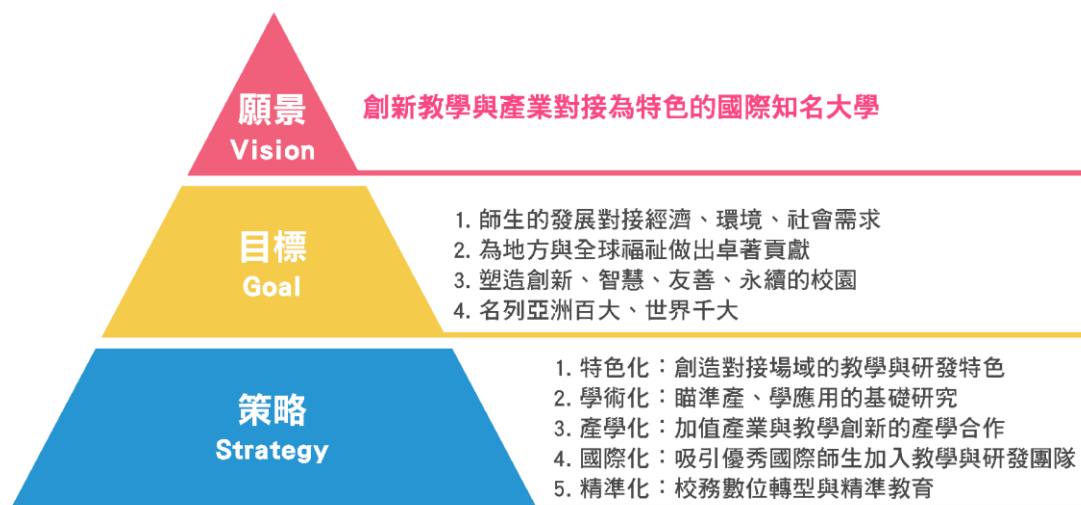 願景
Vision
創新教學與產業對接為特色的國際知名大學
目標
Goal
1. 師生的發展對接經濟、環境、社會需求
2. 為地方與全球福祉做出卓著貢獻
3. 塑造創新、智慧、友善、永續的校園
4. 名列亞洲百大、世界千大
策略
Strategy
1. 特色化：創造對接場域的教學與研發特色
2. 學術化：瞄準產、學應用的基礎研究
3. 產學化：加值產業與教學創新的產學合作
4. 國際化：吸引優秀國際師生加入教學與研發團隊
5. 精準化：校務數位轉型與精準教育